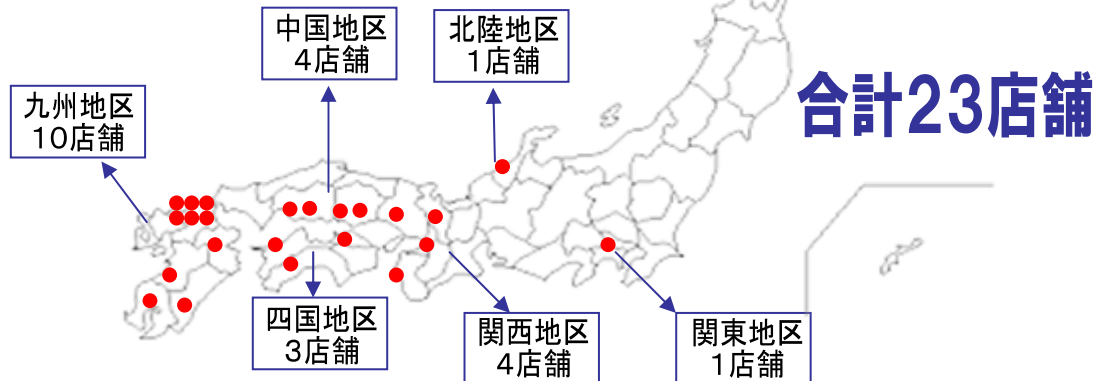 中国地区
4店舗
北陸地区
1店舗
合計23店舗
九州地区
10店舗
四国地区
3店舗
関西地区
4店舗
関東地区
1店舗